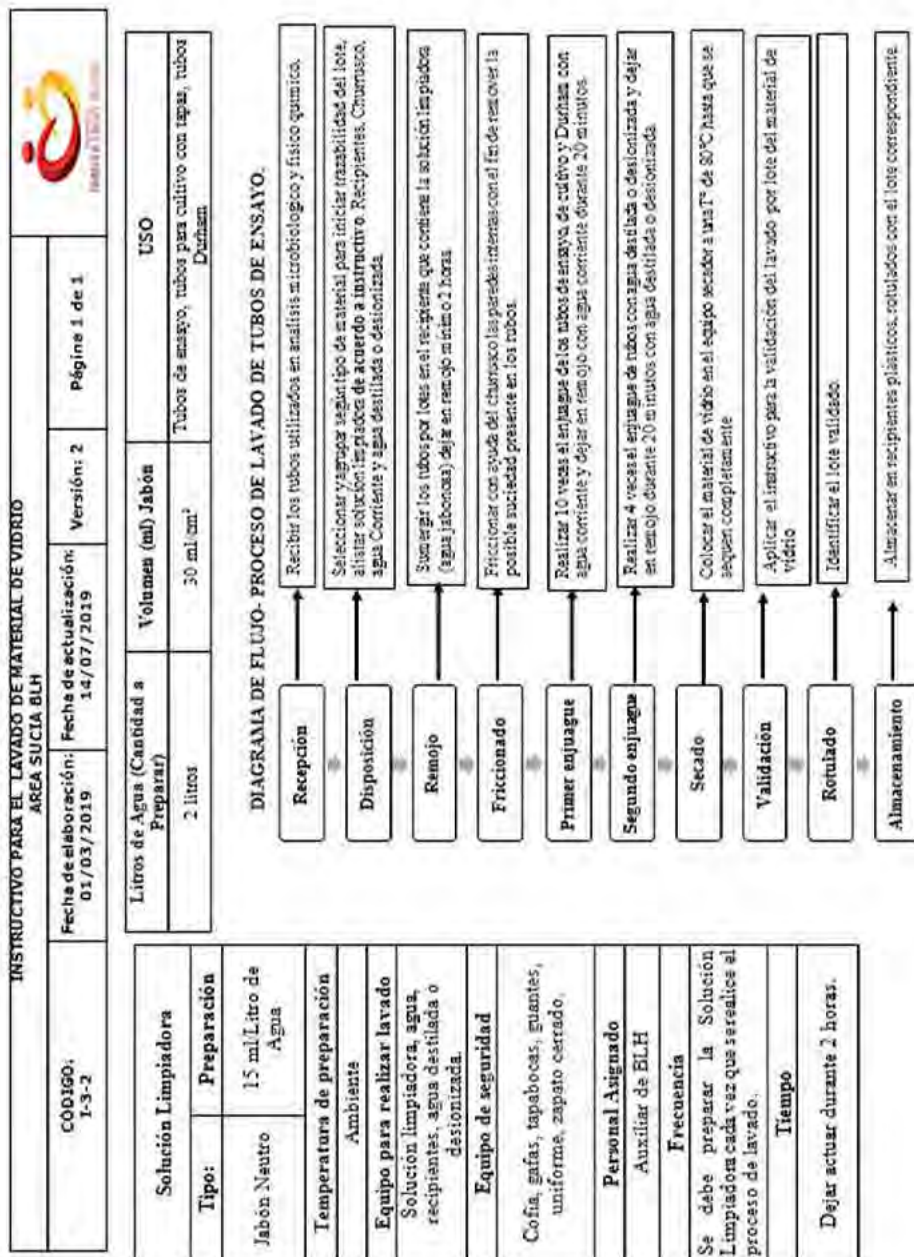 INSTRUCTIVO PARA EL LAVADO DE MATERIAL DE VIDRIO
AREA SUCIA BLH
CODIGO:
I-3-2
Fecha de elaboración:
01/03/2019
Fecha de actualización:
14/07/2019
Versión: 2
Página 1 de 1
Solución Limpiadora
Tipo:
Preparación
Jabón Neutro
15 ml/Litro de
Agua
Temperatura de preparación
Ambiente
Equipo para realizar lavado
Solución limpiadora, agua,
recipientes, agua destilada o
desionizada.
Equipo de seguridad
Cofia, gafas, tapabocas, guantes,
uniforme, zapato cerrado.
Personal Asignado
Auxiliar de BLH
Frecuencia
Se debe preparar la Solución
Limpiadora cada vez que se realice el
proceso de lavado.
Tiempo
Dejar actuar durante 2 horas.
Litros de Agua (Cantidad a
Preparar)
Volumen (ml) Jabón
USO
2 litros
30 ml/cm³
Tubos de ensayo, tubos para cultivo con tapas, tubos
Durham
DIAGRAMA DE FLUJO- PROCESO DE LAVADO DE TUBOS DE ENSAYO.
Recepción
Recibir los tubos utilizados en analisis microbiologico y fisico quimico.
Disposición
Seleccionar y agrupar segun tipo de material para iniciar trazabilidad del lote,
alistar solución limpiadora de acuerdo a instructivo. Recipientes, Churrusco,
agua Corriente y agua destilada o desionizada.
Remojo
Sumergir los tubos por lotes en el recipiente que contiene la solución limpiadora
(agua jabonosa) dejar en remojo mínimo 2 horas.
Friccionado
Friccionar con ayuda del churrusco las paredes internas con el fin de remover la
posible suciedad presente en los tubos.
Primer enjuague
Realizar 10 veces el enjuague de los tubos de ensayo, de cultivo y Durham con
agua corriente y dejar en remojo con agua corriente durante 20 minutos.
Segundo enjuague
Realizar 4 veces el enjuague de tubos con agua destilada o desionizada y dejar
en remojo durante 20 minutos con agua destilada o desionizada.
Secado
Colocar el material de vidrio en el equipo secador a una T° de 80°C hasta que se
sequen completamente
Validación
Aplicar el instructivo para la validación del lavado por lote del material de
vidrio
Rotulado
Identificar el lote validado.
Almacenamiento
Almacenar en recipientes plásticos, rotulados con el lote correspondiente.